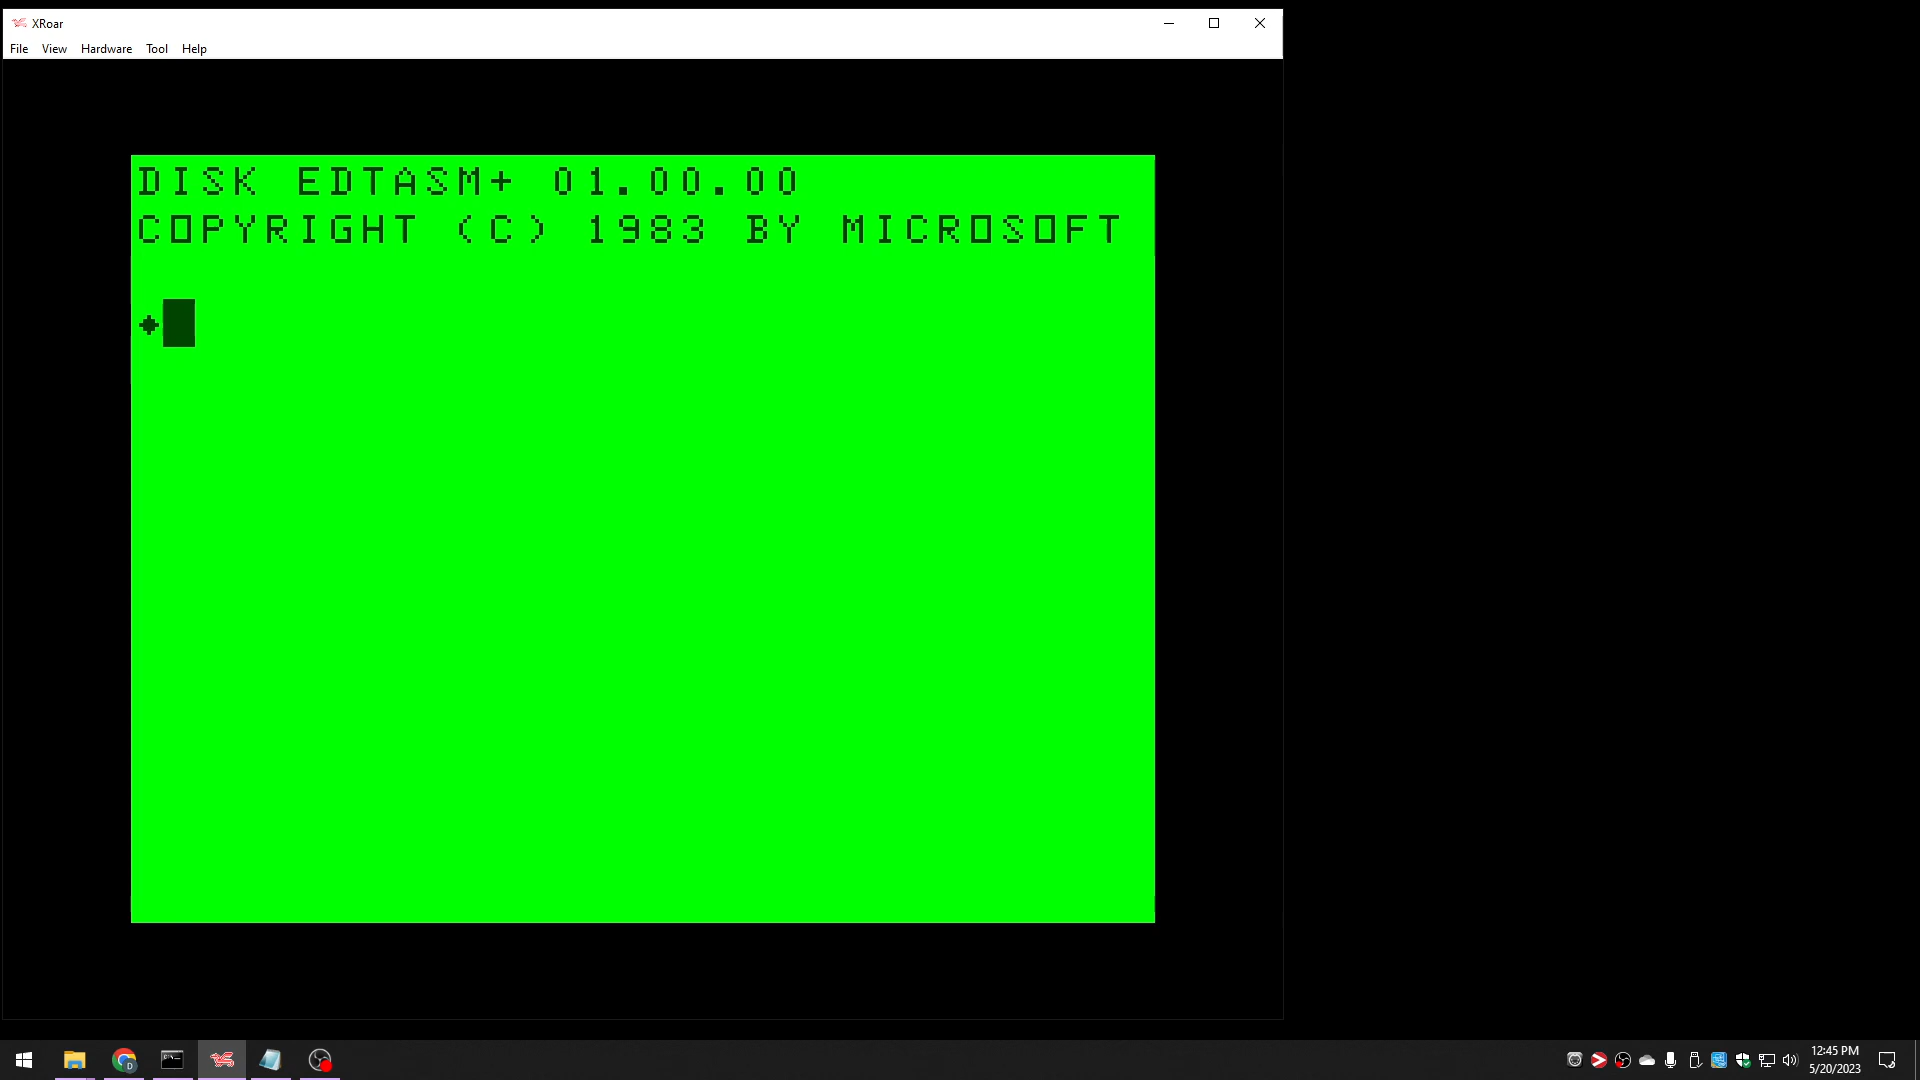 XRoar
File View Hardware Tool Help
DISK EDTASM+ 01.00.00
COPYRIGHT (C) 1983 BY MICROSOFT
*
12:45 PM
5/20/2023